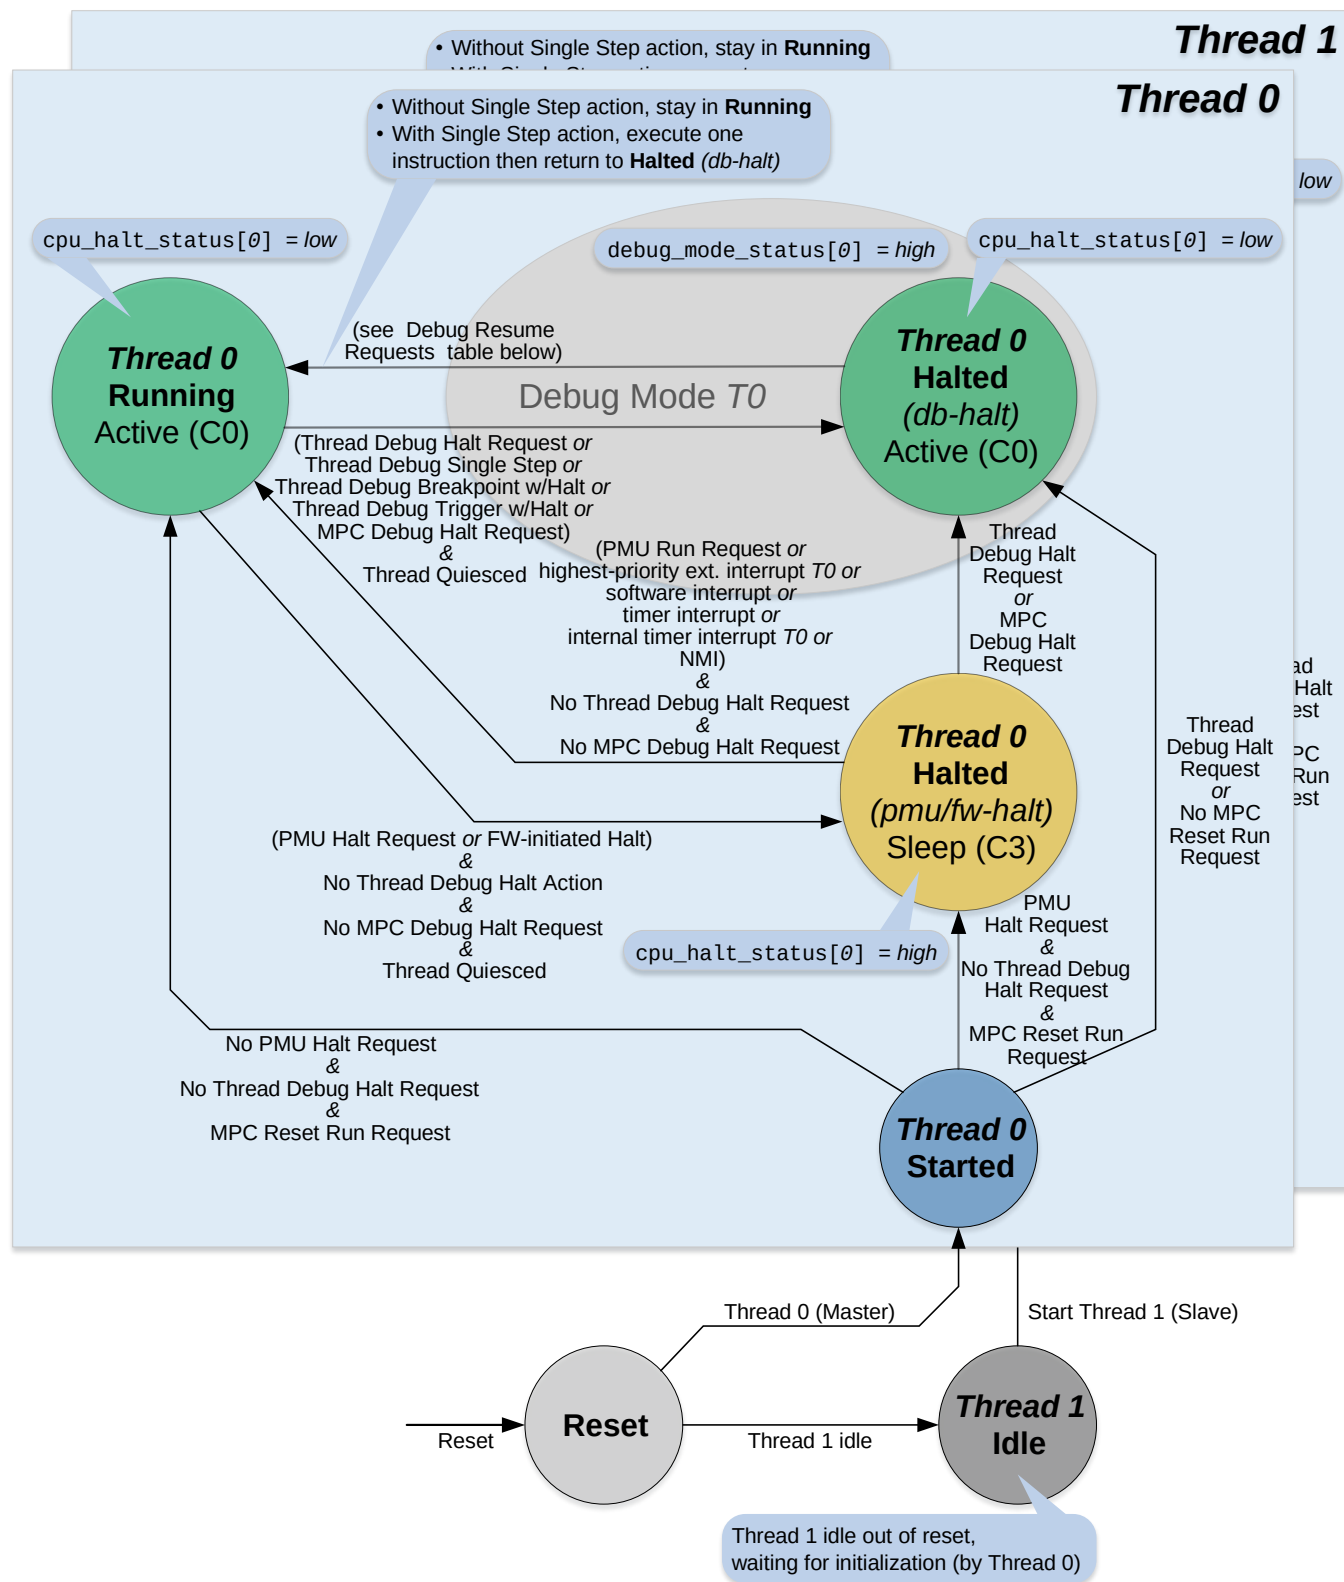 Thread 1
• Without Single Step action, stay in Running
Thread 0
• Without Single Step action, stay in Running
• With Single Step action, execute one
instruction then return to Halted (db-halt)
low
cpu_halt_status[0] = low
debug_mode_status[0] = high
cpu_halt_status[0] = low
(see Debug Resume
Requests table below)
Thread 0
Running
Active (C0)
Debug Mode T0
Thread 0
Halted
(db-halt)
Active (C0)
(Thread Debug Halt Request or
Thread Debug Single Step or
Thread Debug Breakpoint w/Halt or
Thread Debug Trigger w/Halt or
MPC Debug Halt Request)
&
Thread Quiesced
(PMU Run Request or
highest-priority ext. interrupt T0 or
software interrupt or
timer interrupt or
internal timer interrupt T0 or
NMI)
&
No Thread Debug Halt Request
&
No MPC Debug Halt Request
Thread
Debug Halt
Request
or
MPC
Debug Halt
Request
Thread 0
Halted
(pmu/fw-halt)
Sleep (C3)
Thread
Debug Halt
Request
or
No MPC
Reset Run
Request
Halt
PC
Run
(PMU Halt Request or FW-initiated Halt)
&
No Thread Debug Halt Action
&
No MPC Debug Halt Request
&
Thread Quiesced
cpu_halt_status[0] = high
PMU
Halt Request
&
No Thread Debug
Halt Request
&
MPC Reset Run
Request
No PMU Halt Request
&
No Thread Debug Halt Request
&
MPC Reset Run Request
Thread 0
Started
Thread 0 (Master)
Start Thread 1 (Slave)
Reset
Reset
Thread 1 idle
Thread 1
Idle
Thread 1 idle out of reset,
waiting for initialization (by Thread 0)